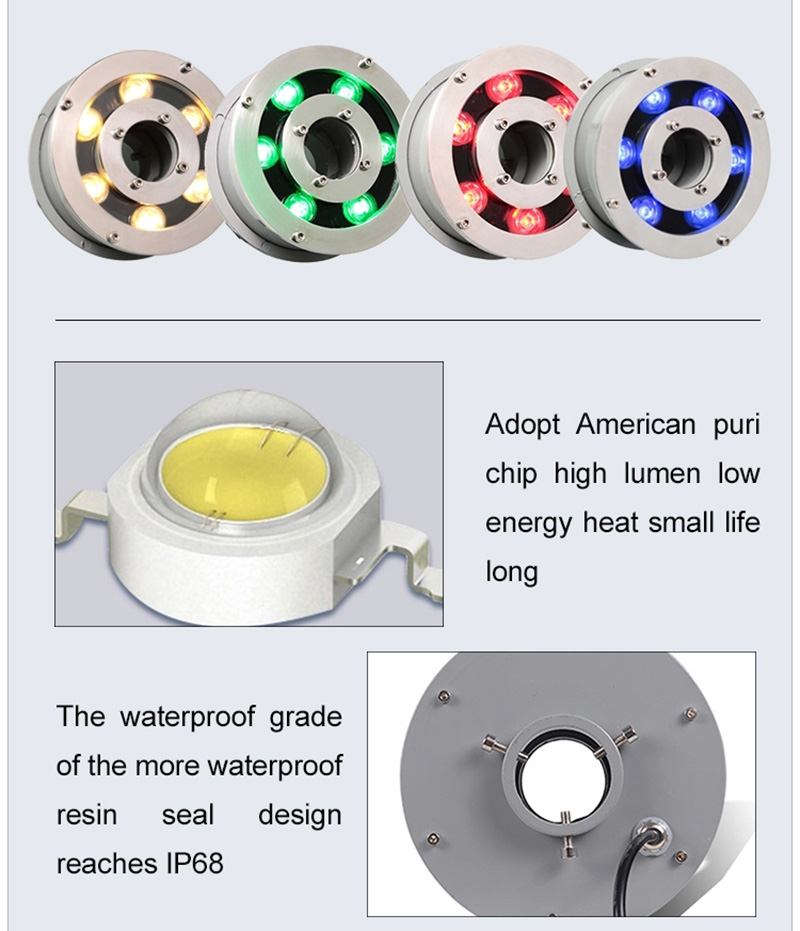 Adopt American puri
chip high lumen low
energy heat small life
long
The waterproof grade
of the more waterproof
resin seal design
reaches IP68